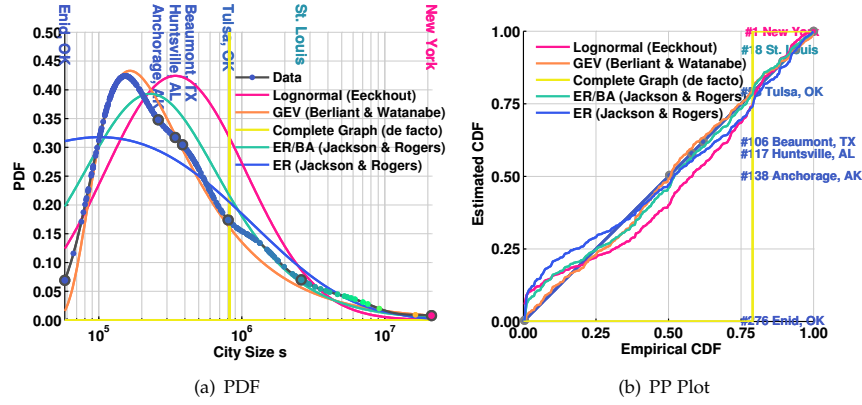 Enid, OK
Anchorage, AK
Huntsville, AL
Beaumont, TX
Tulsa, OK
St. Louis
New York
0.50
0.45
0.40
0.35
0.30
0.25
0.20
0.15
0.10
0.05
0.00
PDF
Data
Lognormal (Eeckhout)
GEV (Berliant & Watanabe)
Complete Graph (de facto)
ER/BA (Jackson & Rogers)
ER (Jackson & Rogers)
10^5
10^6
10^7
City Size s
(a) PDF
1.00
0.75
0.50
0.25
0.00
Estimated CDF
Lognormal (Eeckhout)
GEV (Berliant & Watanabe)
Complete Graph (de facto)
ER/BA (Jackson & Rogers)
ER (Jackson & Rogers)
#1 New York
#18 St. Louis
Tulsa, OK
#106 Beaumont, TX
#117 Huntsville, AL
#138 Anchorage, AK
#276 Enid, OK
0.00
0.25
0.50
0.75
1.00
Empirical CDF
(b) PP Plot